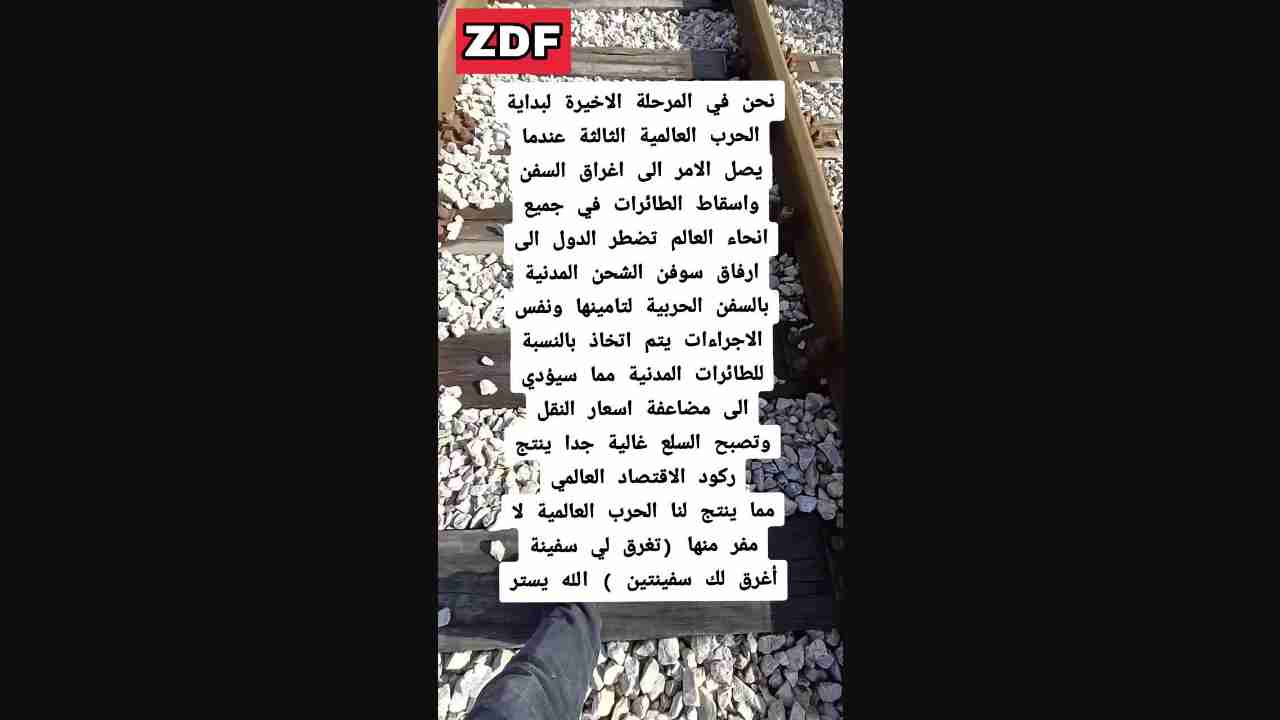 ZDF
نحن في المرحلة الاخيرة لبداية
الحرب العالمية الثالثة عندما
يصل الامر الى اغراق السفن
واسقاط الطائرات في جميع
انحاء العالم تضطر الدول الى
ارفاق سوفن الشحن المدنية
بالسفن الحربية لتامينها ونفس
الاجراءات يتم اتخاذ بالنسبة
للطائرات المدنية مما سيؤدي
الى مضاعفة اسعار النقل
وتصبح السلع غالية جدا ينتج
ركود الاقتصاد العالمي
مما ينتج لنا الحرب العالمية لا
مفر منها (تغرق لي سفينة
أغرق لك سفينتين ) الله يستر